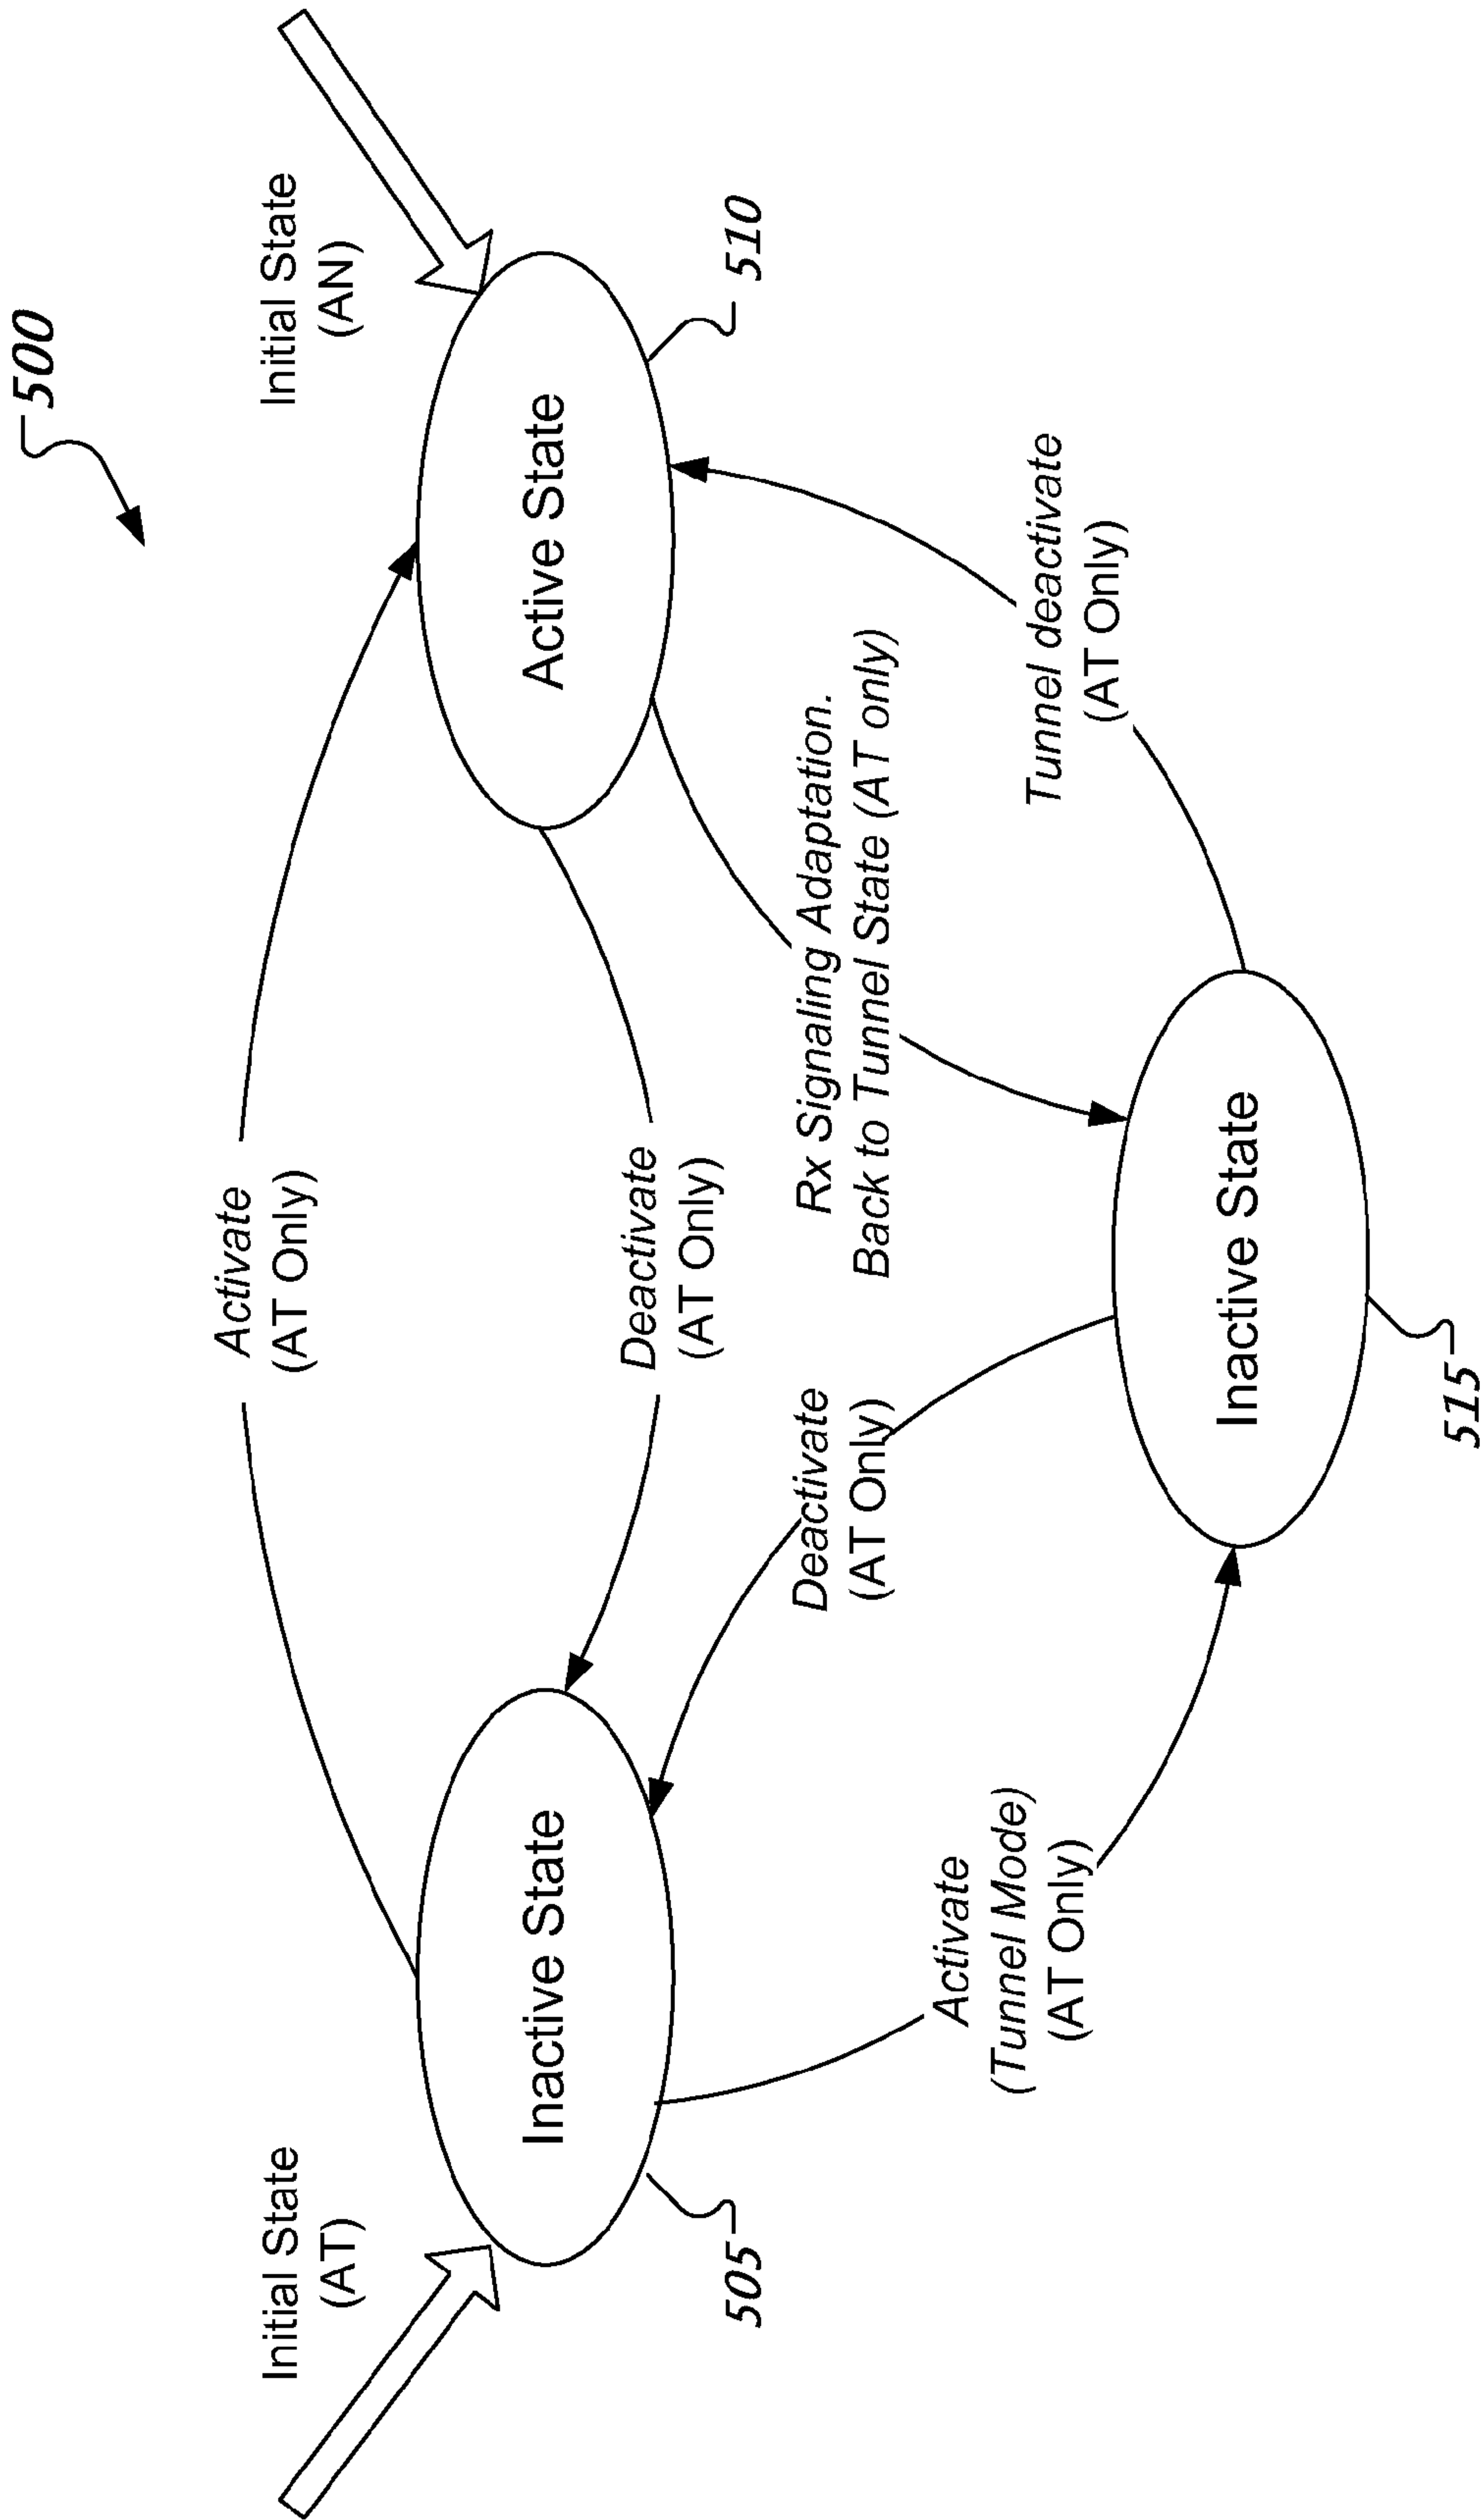 500
Initial State
(AT)
Initial State
(AN)
Activate
(AT Only)
Inactive State
Active State
505
510
Deactivate
(AT Only)
Rx Signaling Adaptation.
Back to Tunnel State (AT only)
Deactivate
(AT Only)
Activate
(Tunnel Mode)
(AT Only)
Tunnel deactivate
(AT Only)
Inactive State
515